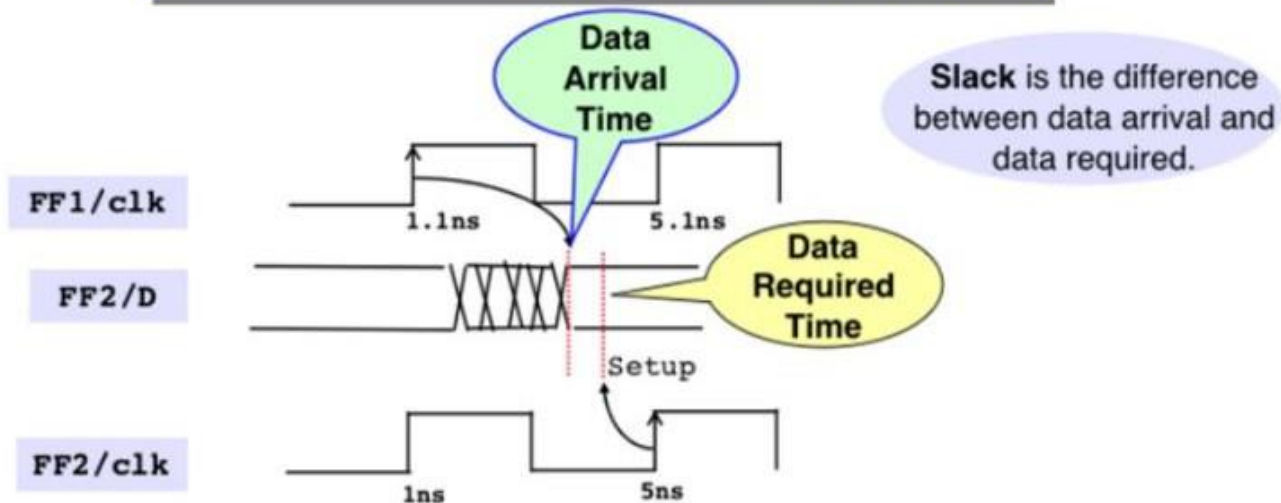 Data
Arrival
Time
Slack is the difference
between data arrival and
data required.
FF1/clk
1.1ns
5.1ns
FF2/D
Data
Required
Time
Setup
FF2/clk
1ns
5ns